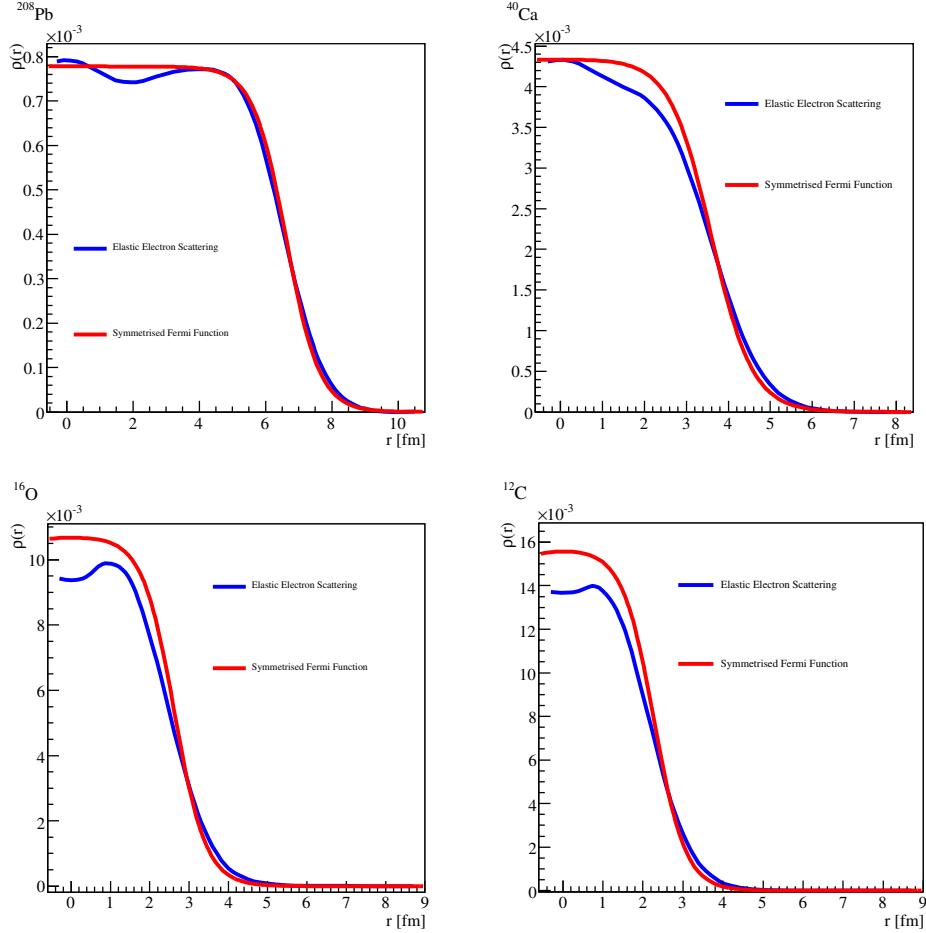 ²⁰⁸Pb
×10⁻³
ρ(r)
0.8
0.7
0.6
0.5
0.4
0.3
0.2
0.1
0
Elastic Electron Scattering
Symmetrised Fermi Function
0 2 4 6 8 10
r [fm]
⁴⁰Ca
×10⁻³
ρ(r)
4.5
4
3.5
3
2.5
2
1.5
1
0.5
0
Elastic Electron Scattering
Symmetrised Fermi Function
0 1 2 3 4 5 6 7 8
r [fm]
¹⁶O
×10⁻³
ρ(r)
10
8
6
4
2
0
Elastic Electron Scattering
Symmetrised Fermi Function
0 1 2 3 4 5 6 7 8 9
r [fm]
¹²C
×10⁻³
ρ(r)
16
14
12
10
8
6
4
2
0
Elastic Electron Scattering
Symmetrised Fermi Function
0 1 2 3 4 5 6 7 8 9
r [fm]